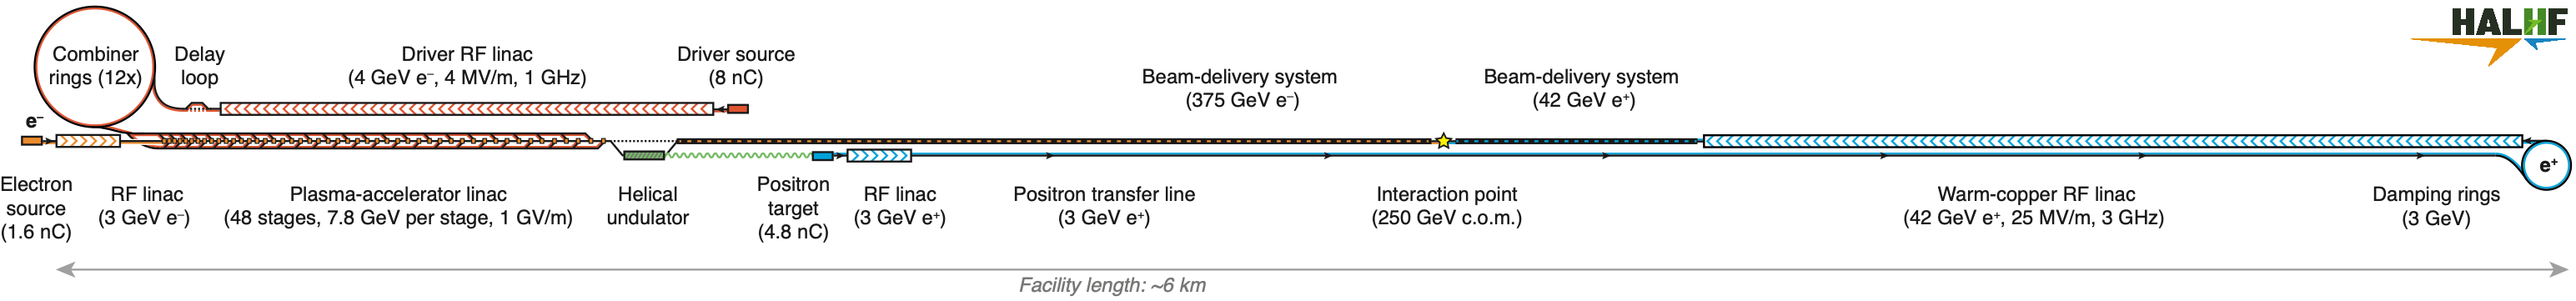 HALHF
Combiner
rings (12x)
Delay
loop
Driver RF linac
(4 GeV e⁻, 4 MV/m, 1 GHz)
Driver source
(8 nC)
Beam-delivery system
(375 GeV e⁻)
Beam-delivery system
(42 GeV e⁺)
e⁻
e⁺
Electron
source
(1.6 nC)
RF linac
(3 GeV e⁻)
Plasma-accelerator linac
(48 stages, 7.8 GeV per stage, 1 GV/m)
Helical
undulator
Positron
target
(4.8 nC)
RF linac
(3 GeV e⁺)
Positron transfer line
(3 GeV e⁺)
Interaction point
(250 GeV c.o.m.)
Warm-copper RF linac
(42 GeV e⁺, 25 MV/m, 3 GHz)
Damping rings
(3 GeV)
Facility length: ~6 km